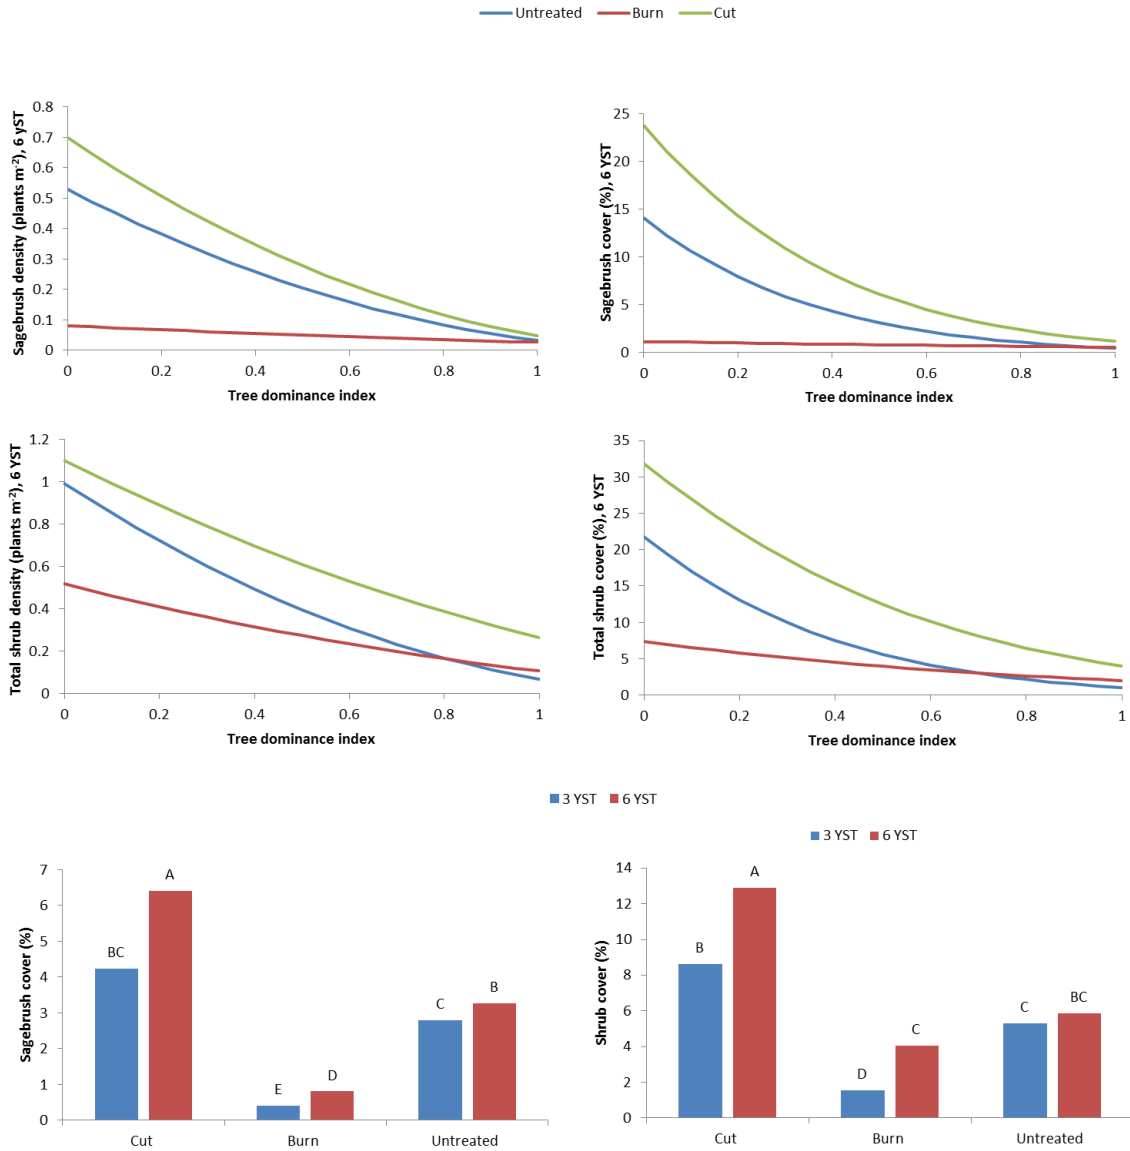 Untreated Burn Cut
Sagebrush density (plants m-2), 6 yST
0.8
0.7
0.6
0.5
0.4
0.3
0.2
0.1
0
0 0.2 0.4 0.6 0.8 1
Tree dominance index
Sagebrush cover (%), 6 YST
25
20
15
10
5
0
0 0.2 0.4 0.6 0.8 1
Tree dominance index
Total shrub density (plants m-2), 6 YST
1.2
1
0.8
0.6
0.4
0.2
0
0 0.2 0.4 0.6 0.8 1
Tree dominance index
Total shrub cover (%), 6 YST
35
30
25
20
15
10
5
0
0 0.2 0.4 0.6 0.8 1
Tree dominance index
3 YST 6 YST
Sagebrush cover (%)
7
6
5
4
3
2
1
0
BC A E D C B
Cut Burn Untreated
3 YST 6 YST
Shrub cover (%)
14
12
10
8
6
4
2
0
B A D C C BC
Cut Burn Untreated